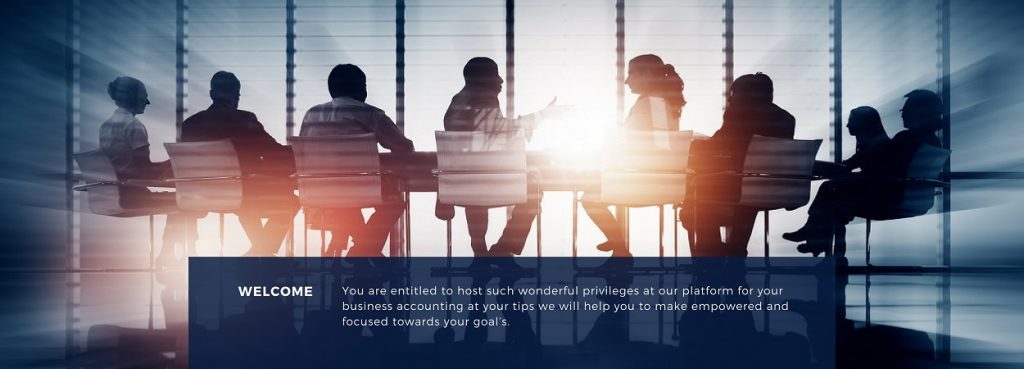 WELCOME
You are entitled to host such wonderful privileges at our platform for your
business accounting at your tips we will help you to make empowered and
focused towards your goal's.